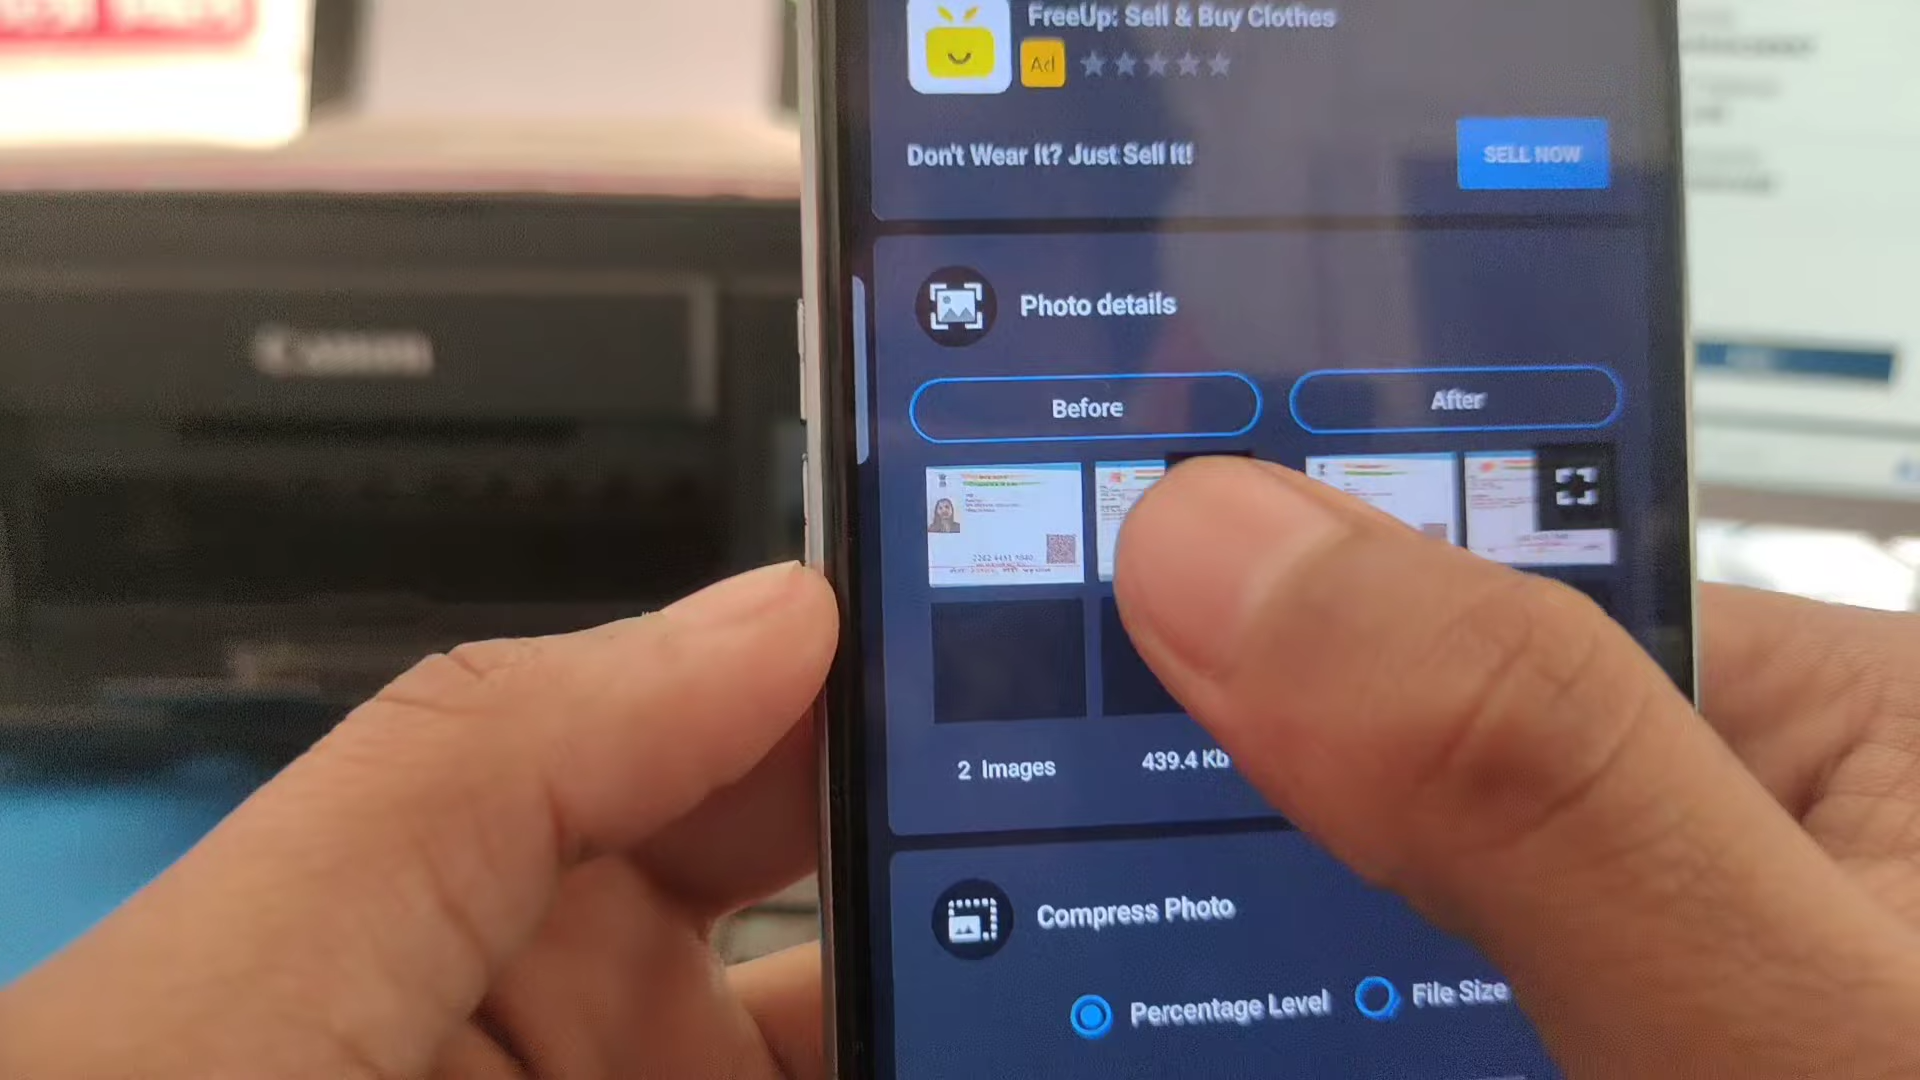 FreeUp: Sell & Buy Clothes
Ad
Don't Wear It? Just Sell It!
SELL NOW
Canon
Photo details
Before
After
2 Images
439.4 Kb
Compress Photo
Percentage Level
File Size